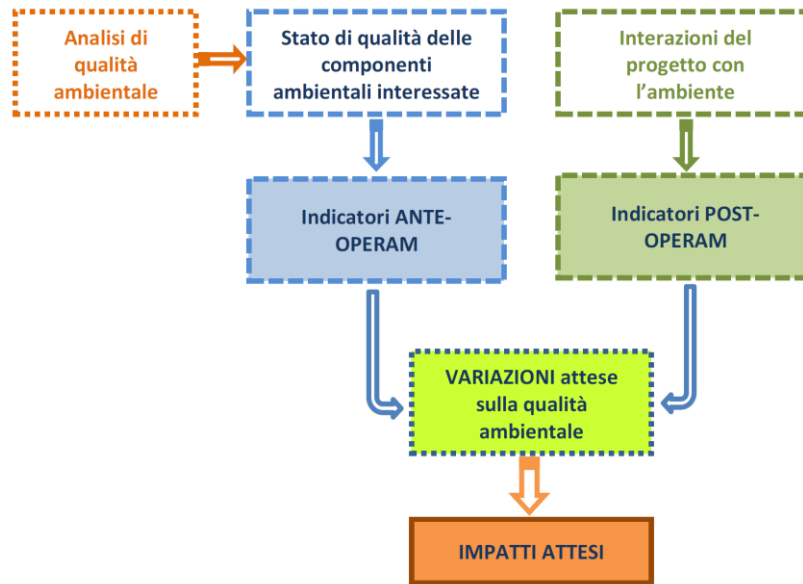 Analisi di
qualità
ambientale
Stato di qualità delle
componenti
ambientali interessate
Interazioni del
progetto con
l’ambiente
Indicatori ANTE-
OPERAM
Indicatori POST-
OPERAM
VARIAZIONI attese
sulla qualità
ambientale
IMPATTI ATTESI